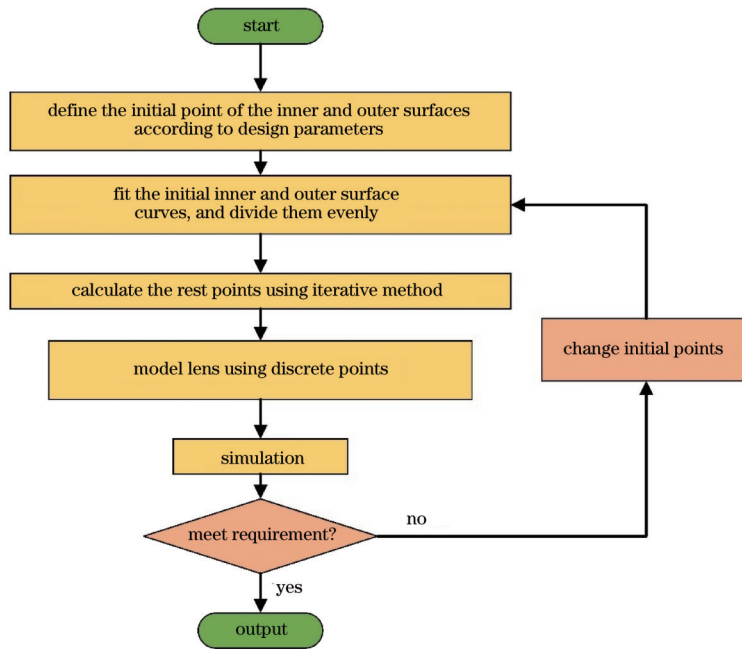 start
define the initial point of the inner and outer surfaces
according to design parameters
fit the initial inner and outer surface
curves, and divide them evenly
calculate the rest points using iterative method
model lens using discrete points
change initial points
simulation
meet requirement?
no
yes
output